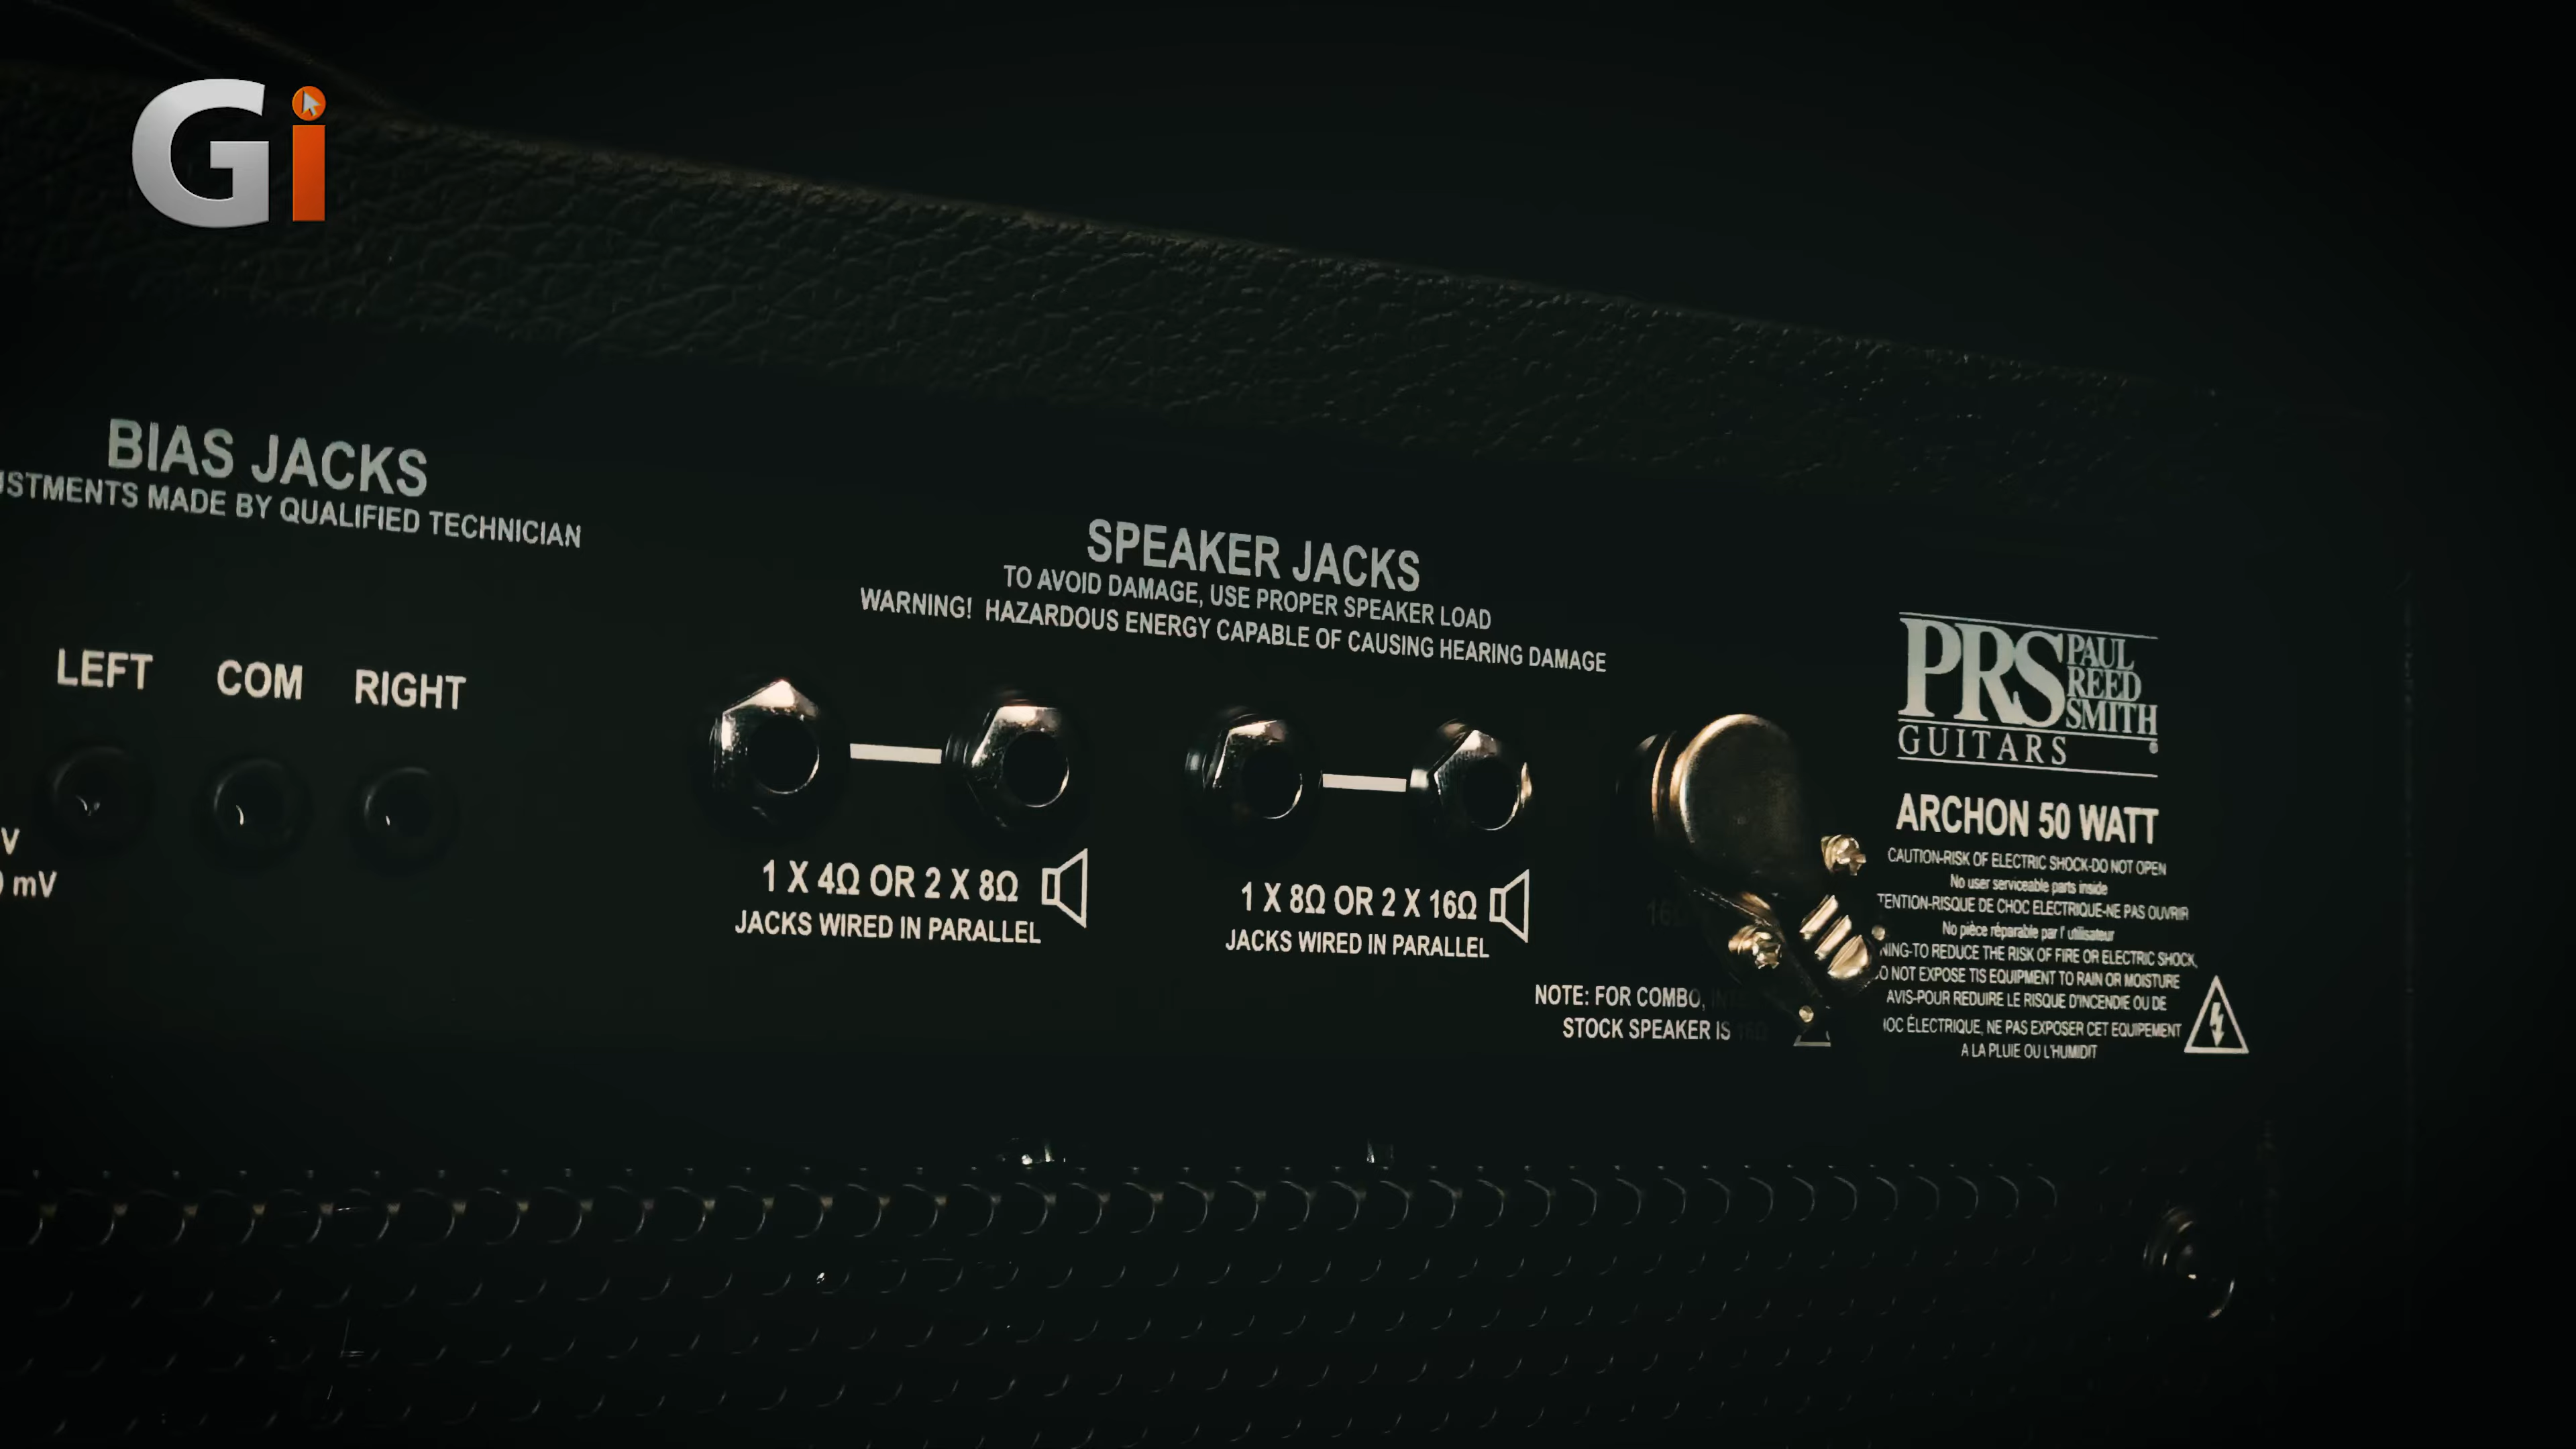 Gi
BIAS JACKS
USTMENTS MADE BY QUALIFIED TECHNICIAN
LEFT COM RIGHT
V
mV
SPEAKER JACKS
TO AVOID DAMAGE, USE PROPER SPEAKER LOAD
WARNING! HAZARDOUS ENERGY CAPABLE OF CAUSING HEARING DAMAGE
1 X 4Ω OR 2 X 8Ω
JACKS WIRED IN PARALLEL
1 X 8Ω OR 2 X 16Ω
JACKS WIRED IN PARALLEL
NOTE: FOR COMBO,
STOCK SPEAKER IS
PRS PAUL
REED
SMITH
GUITARS
ARCHON 50 WATT
CAUTION-RISK OF ELECTRIC SHOCK-DO NOT OPEN
No user serviceable parts inside
TENTION-RISQUE DE CHOC ELECTRIQUE-NE PAS OUVRIR
No pièce réparable par l' utilisateur
NING-TO REDUCE THE RISK OF FIRE OR ELECTRIC SHOCK,
O NOT EXPOSE TIS EQUIPMENT TO RAIN OR MOISTURE
AVIS-POUR REDUIRE LE RISQUE D'INCENDIE OU DE
OC ÉLECTRIQUE, NE PAS EXPOSER CET EQUIPEMENT
A LA PLUIE OU L'HUMIDIT